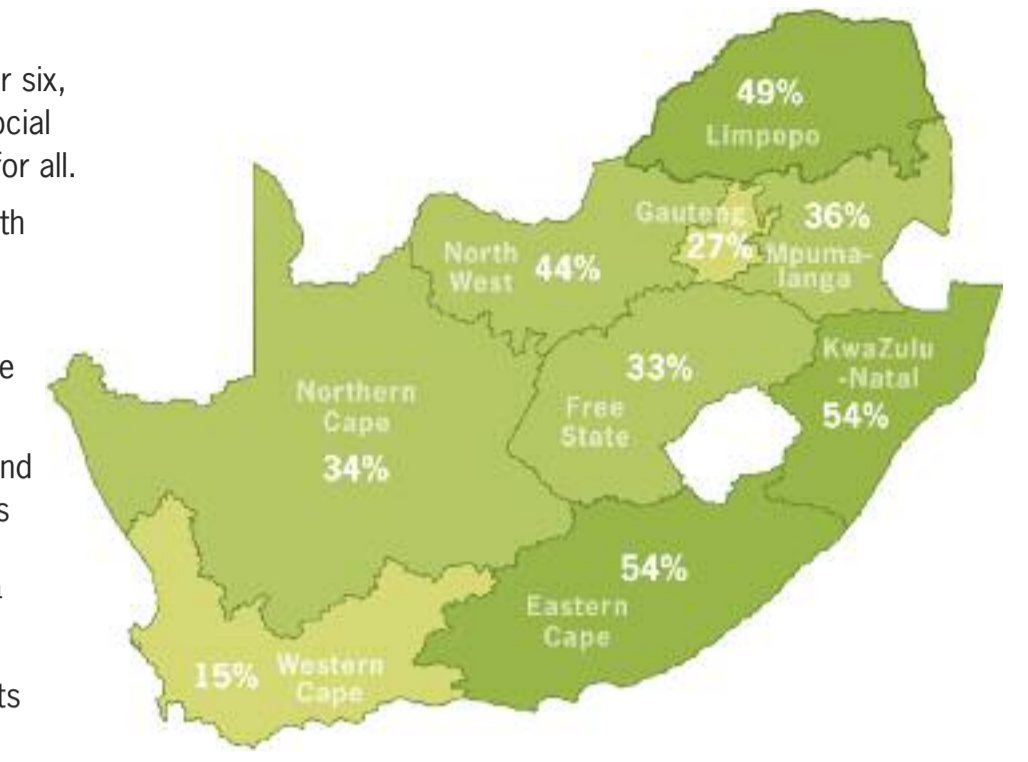 r six,
ocial
for all.
th
e
nd
s
ts
49%
Limpopo
Gauteng
27%
36%
Mpuma-
langa
North
West
44%
33%
Free
State
KwaZulu
-Natal
54%
Northern
Cape
34%
54%
Eastern
Cape
15%
Western
Cape